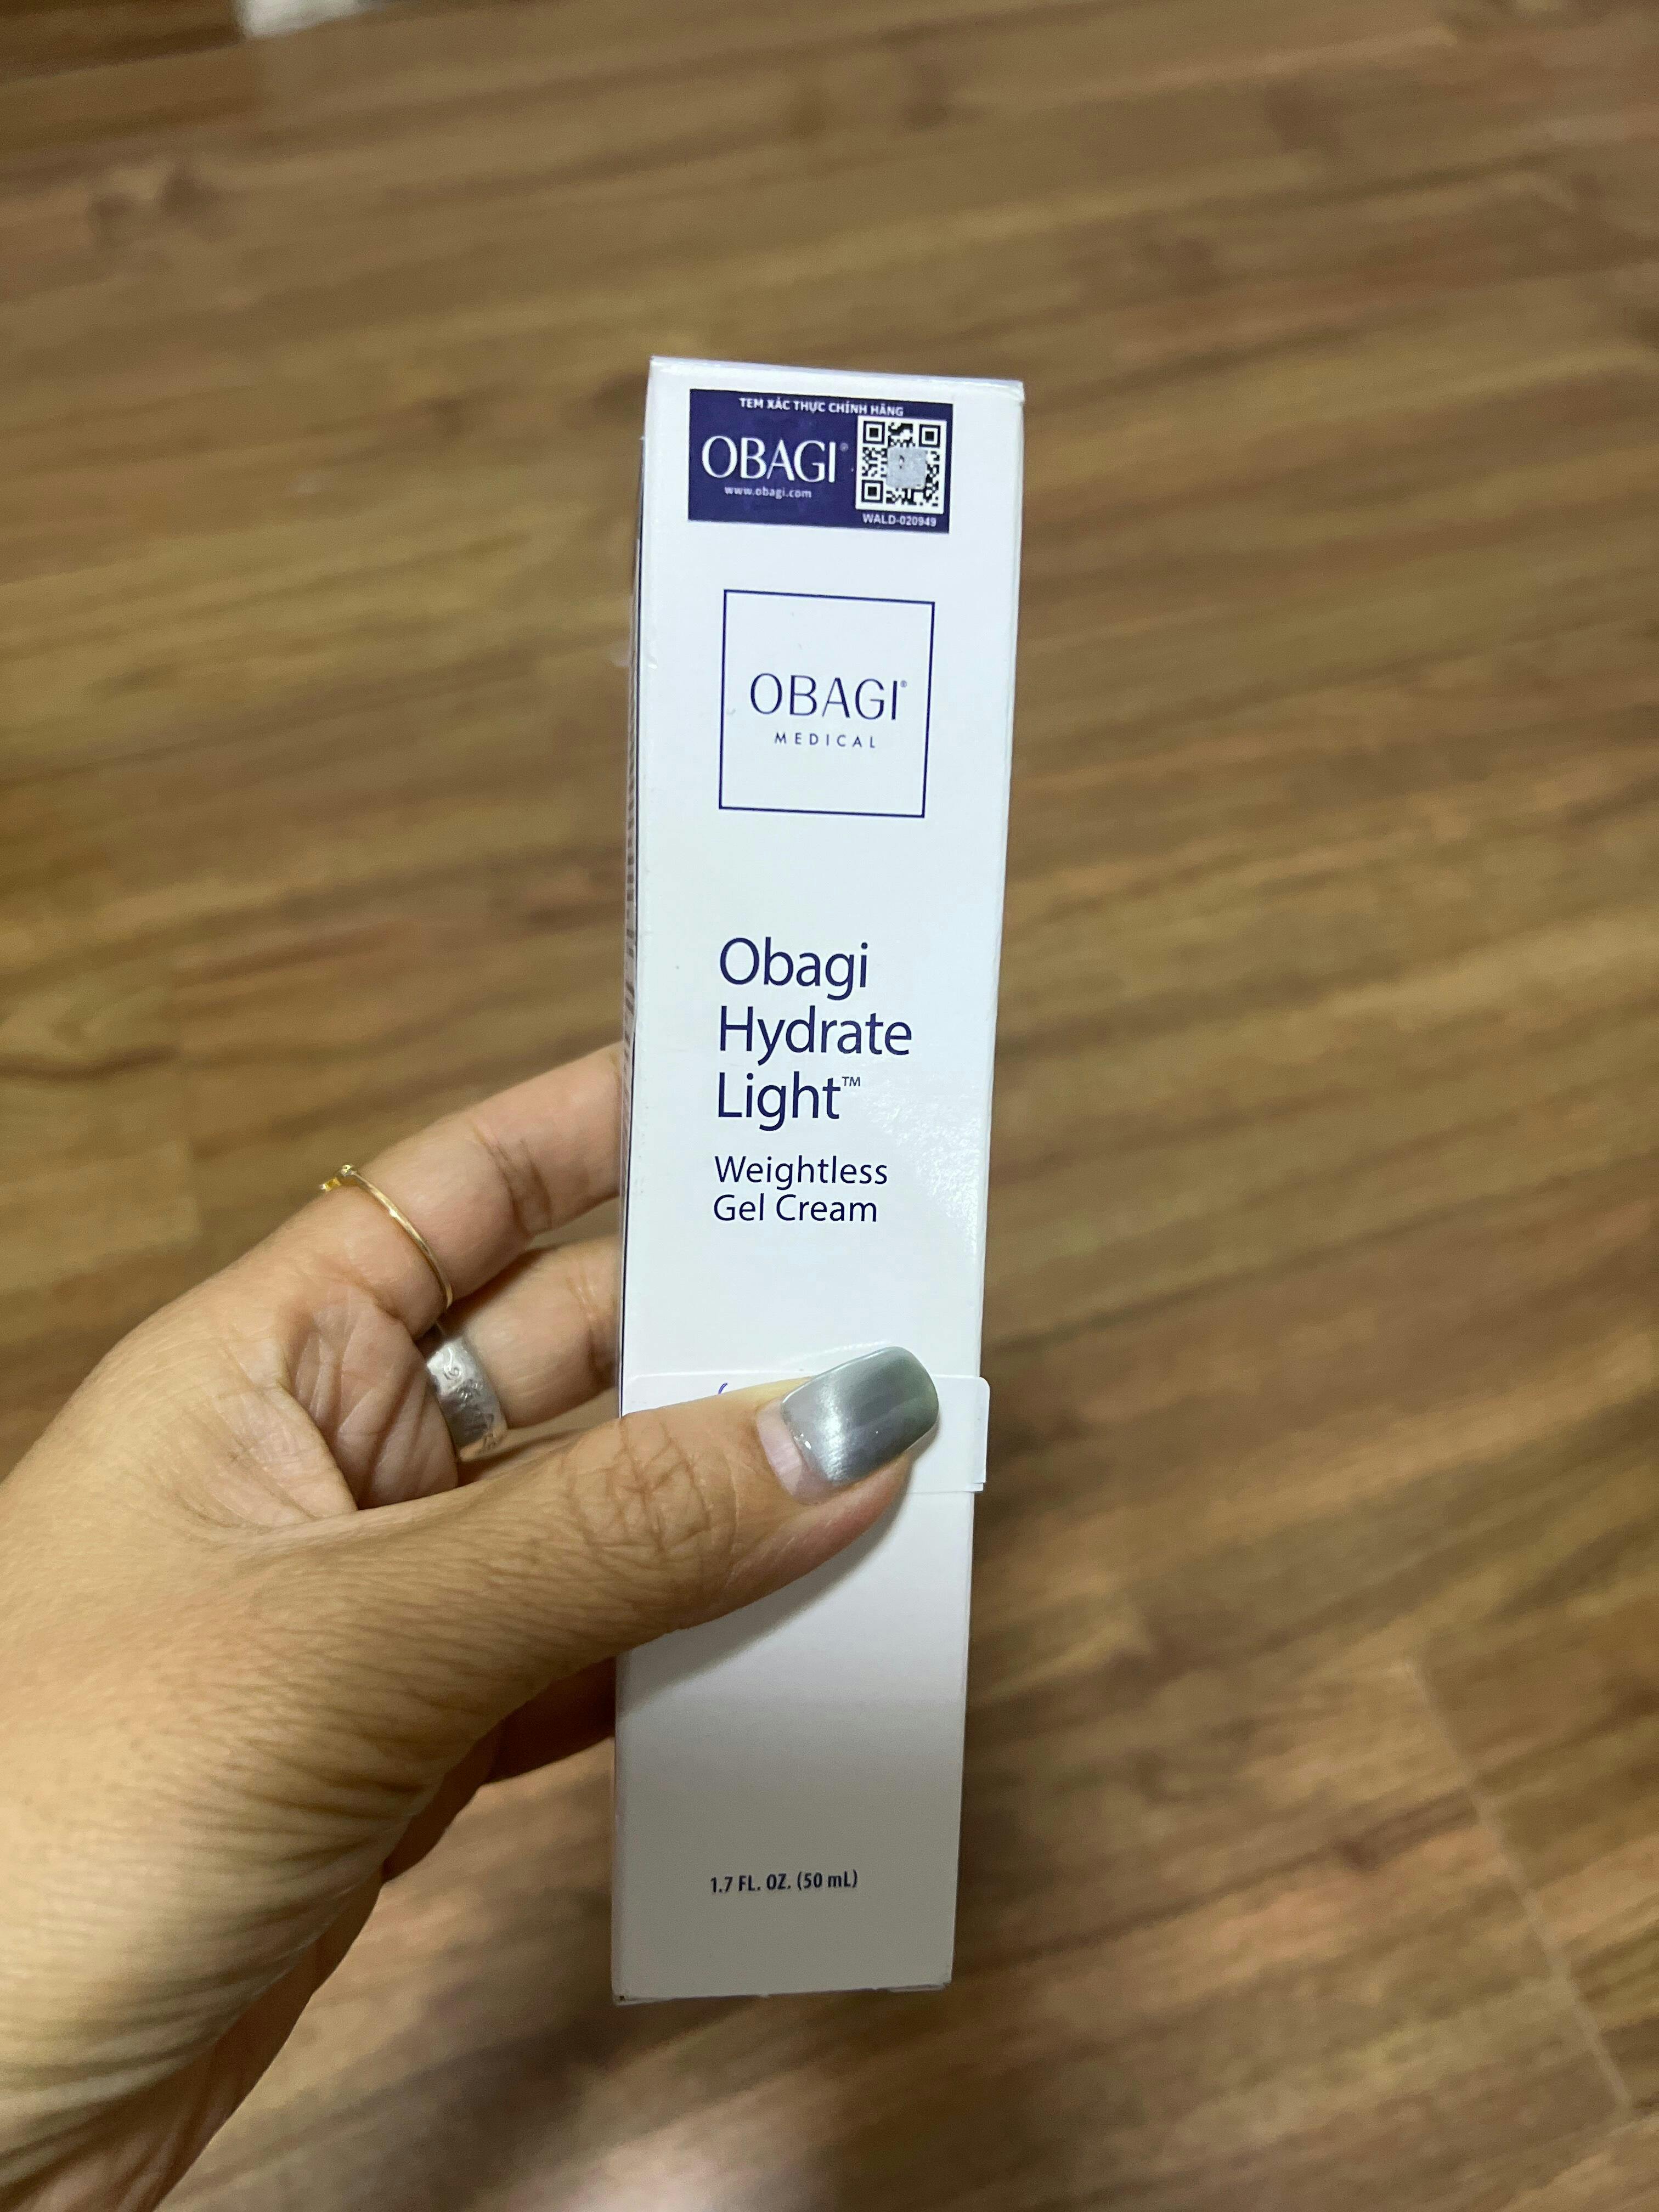 TEM XÁC THỰC CHÍNH HÃNG
OBAGI®
www.obagi.com
WALD-020949
OBAGI®
MEDICAL
Obagi
Hydrate
Light™
Weightless
Gel Cream
1.7 FL. OZ. (50 mL)